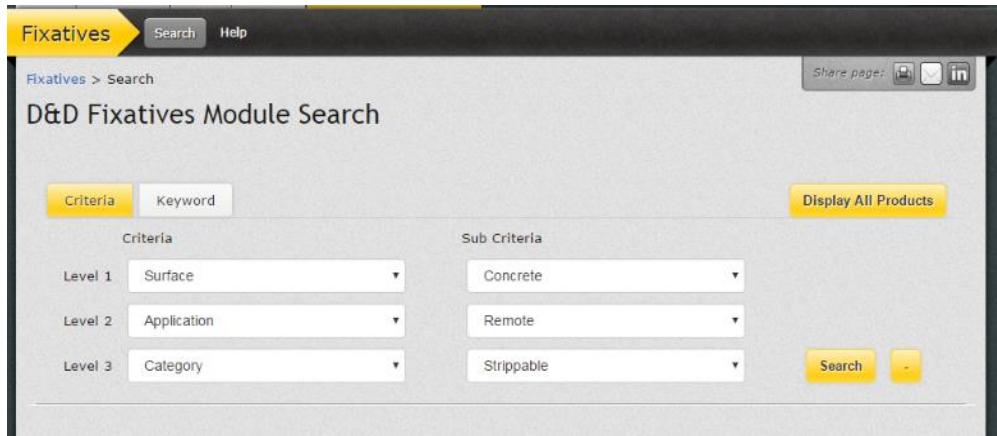 Fixatives Search Help
Fixatives > Search
Share page: in
D&D Fixatives Module Search
Criteria Keyword Display All Products
Criteria Sub Criteria
Level 1 Surface Concrete
Level 2 Application Remote
Level 3 Category Strippable Search -